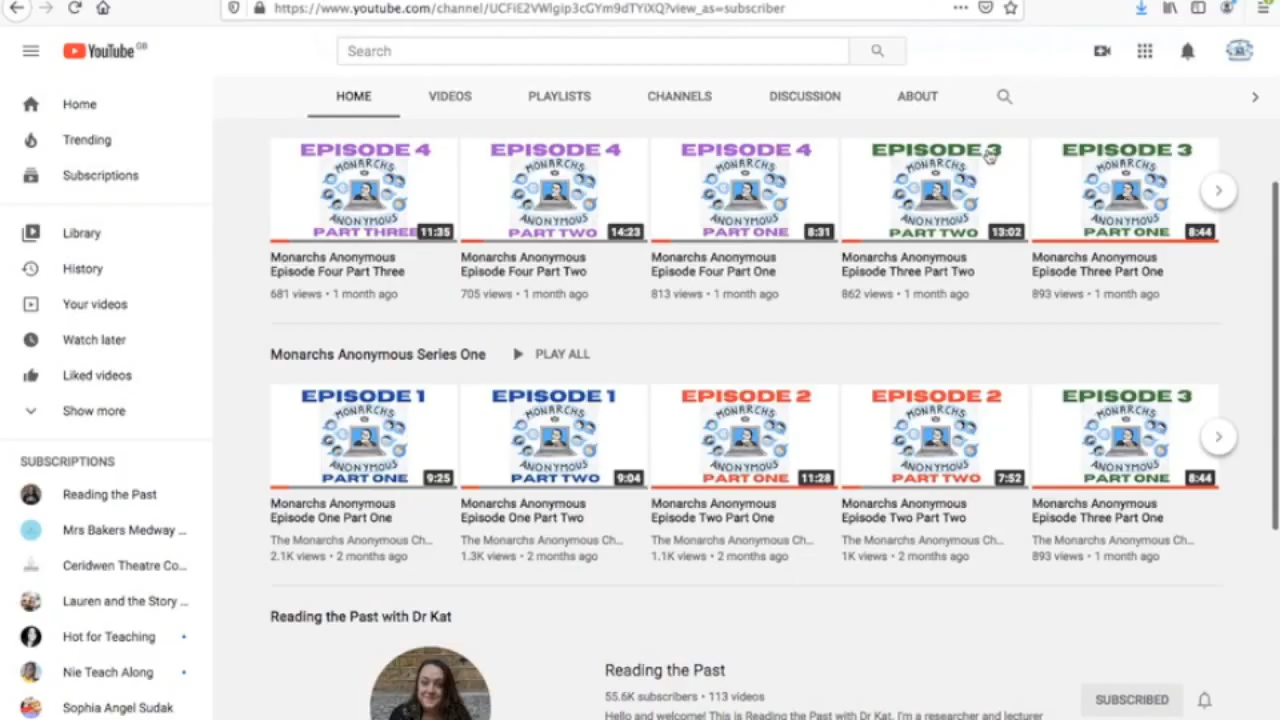 https://www.youtube.com/channel/UCFiE2VWlgip3cGYm9dTYiXQ?view_as=subscriber
YouTube GB
Search
HOME VIDEOS PLAYLISTS CHANNELS DISCUSSION ABOUT
Home
Trending
Subscriptions
Library
History
Your videos
Watch later
Liked videos
Show more
SUBSCRIPTIONS
Reading the Past
Mrs Bakers Medway ...
Ceridwen Theatre Co...
Lauren and the Story ...
Hot for Teaching
Nie Teach Along
Sophia Angel Sudak
EPISODE 4
MONARCHS
ANONYMOUS
PART THREE 11:35
Monarchs Anonymous
Episode Four Part Three
681 views • 1 month ago
EPISODE 4
MONARCHS
ANONYMOUS
PART TWO 14:23
Monarchs Anonymous
Episode Four Part Two
705 views • 1 month ago
EPISODE 4
MONARCHS
ANONYMOUS
PART ONE 8:31
Monarchs Anonymous
Episode Four Part One
813 views • 1 month ago
EPISODE 3
MONARCHS
ANONYMOUS
PART TWO 13:02
Monarchs Anonymous
Episode Three Part Two
862 views • 1 month ago
EPISODE 3
MONARCHS
ANONYMOUS
PART ONE 8:44
Monarchs Anonymous
Episode Three Part One
893 views • 1 month ago
Monarchs Anonymous Series One PLAY ALL
EPISODE 1
MONARCHS
ANONYMOUS
PART ONE 9:25
Monarchs Anonymous
Episode One Part One
The Monarchs Anonymous Ch...
2.1K views • 2 months ago
EPISODE 1
MONARCHS
ANONYMOUS
PART TWO 9:04
Monarchs Anonymous
Episode One Part Two
The Monarchs Anonymous Ch...
1.3K views • 2 months ago
EPISODE 2
MONARCHS
ANONYMOUS
PART ONE 11:28
Monarchs Anonymous
Episode Two Part One
The Monarchs Anonymous Ch...
1.1K views • 2 months ago
EPISODE 2
MONARCHS
ANONYMOUS
PART TWO 7:52
Monarchs Anonymous
Episode Two Part Two
The Monarchs Anonymous Ch...
1K views • 2 months ago
EPISODE 3
MONARCHS
ANONYMOUS
PART ONE 8:44
Monarchs Anonymous
Episode Three Part One
The Monarchs Anonymous Ch...
893 views • 1 month ago
Reading the Past with Dr Kat
Reading the Past
55.6K subscribers • 113 videos
Hello and welcome! This is Reading the Past with Dr Kat. I'm a researcher and lecturer
SUBSCRIBED